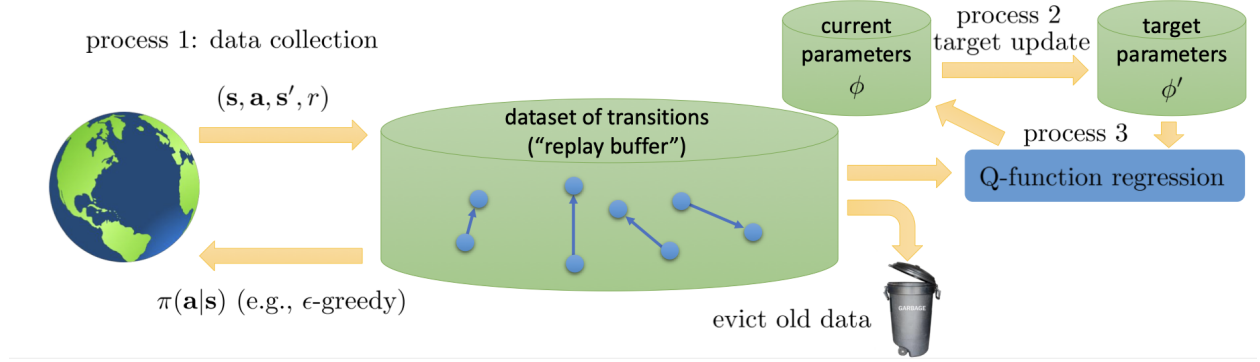 process 1: data collection
(s, a, s′, r)
dataset of transitions
(“replay buffer”)
π(a|s) (e.g., ϵ-greedy)
current
parameters
ϕ
process 2
target update
target
parameters
ϕ′
process 3
Q-function regression
evict old data
GARBAGE